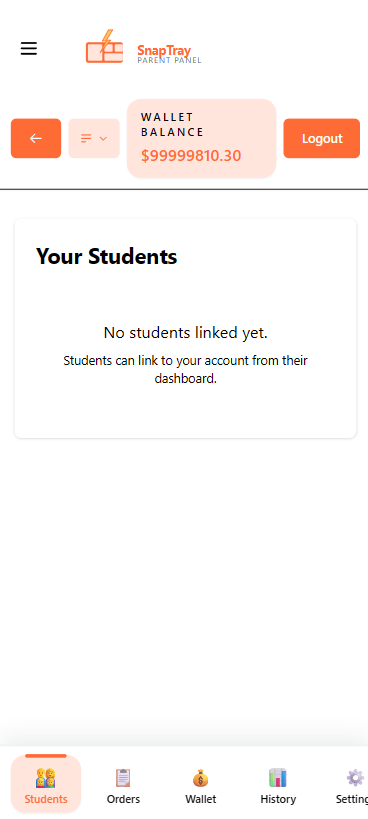 SnapTray
PARENT PANEL
WALLET
BALANCE
$99999810.30
Logout
Your Students
No students linked yet.
Students can link to your account from their
dashboard.
Students
Orders
Wallet
History
Setting